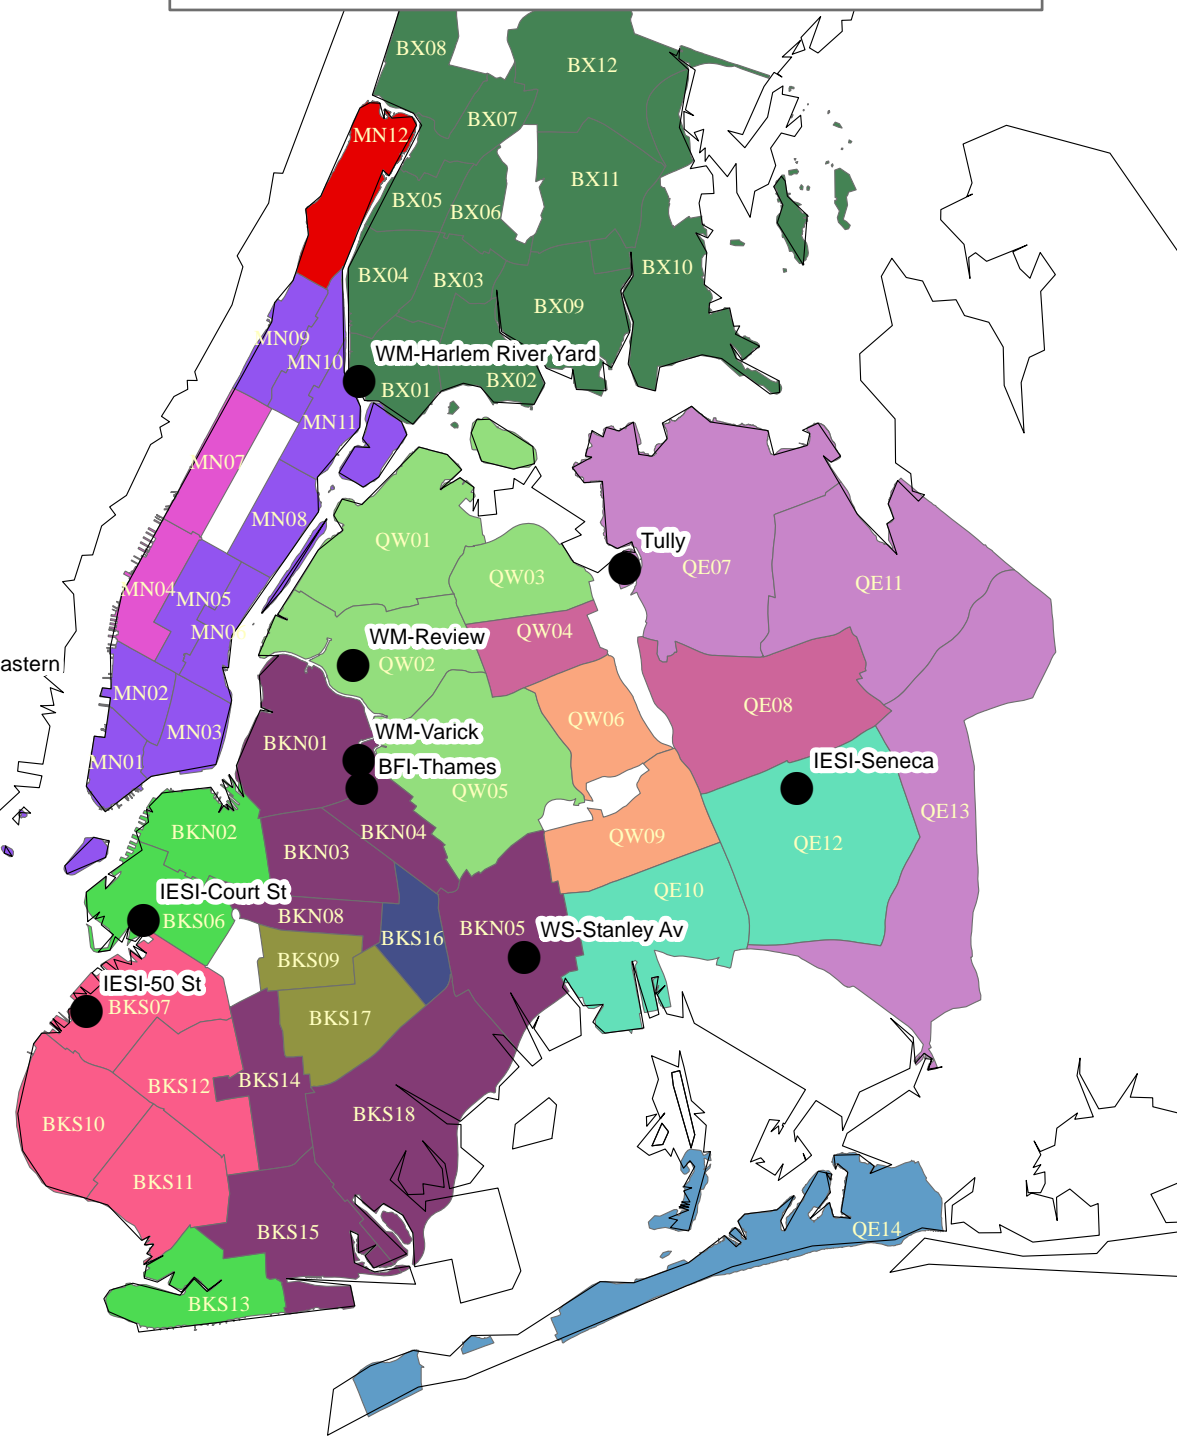 BX08
BX12
BX07
MN12
BX11
BX05
BX06
BX04
BX03
BX10
BX09
MN09
MN10
WM-Harlem River Yard
BX02
BX01
MN11
MN07
MN08
QW01
Tully
QE07
QW03
QE11
MN04
MN05
MN06
QW04
WM-Review
QW02
astern
MN02
QE08
QW06
MN03
WM-Varick
BKN01
MN01
BFI-Thames
IESI-Seneca
QW05
QE13
BKN02
BKN04
QW09
QE12
BKN03
IESI-Court St
QE10
BKN08
BKS06
BKN05
WS-Stanley Av
BKS16
BKS09
IESI-50 St
BKS07
BKS17
BKS14
BKS12
BKS18
BKS10
BKS11
BKS15
QE14
BKS13